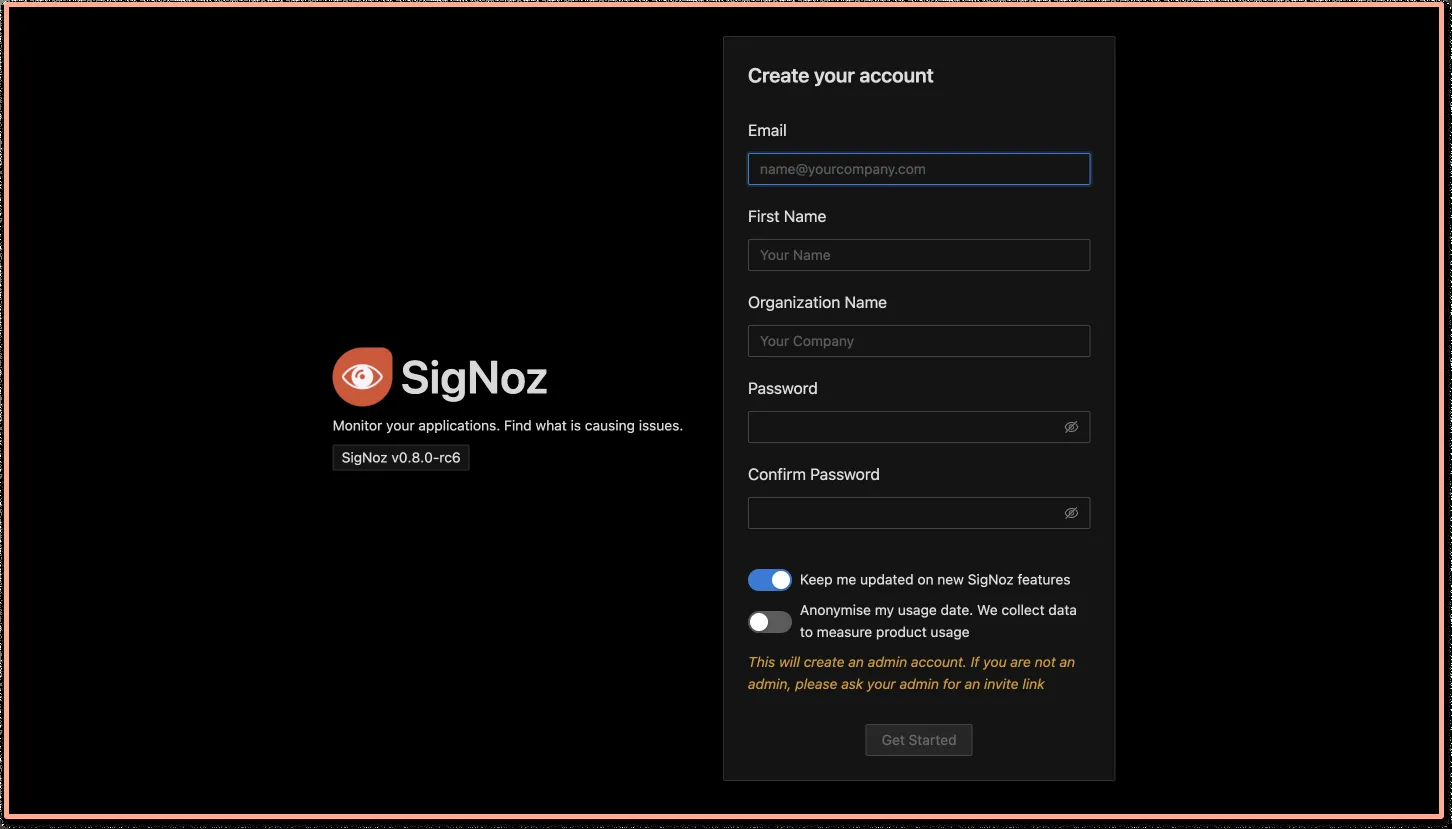 SigNoz
Monitor your applications. Find what is causing issues.
SigNoz v0.8.0-rc6
Create your account
Email
name@yourcompany.com
First Name
Your Name
Organization Name
Your Company
Password
Confirm Password
Keep me updated on new SigNoz features
Anonymise my usage date. We collect data
to measure product usage
This will create an admin account. If you are not an
admin, please ask your admin for an invite link
Get Started